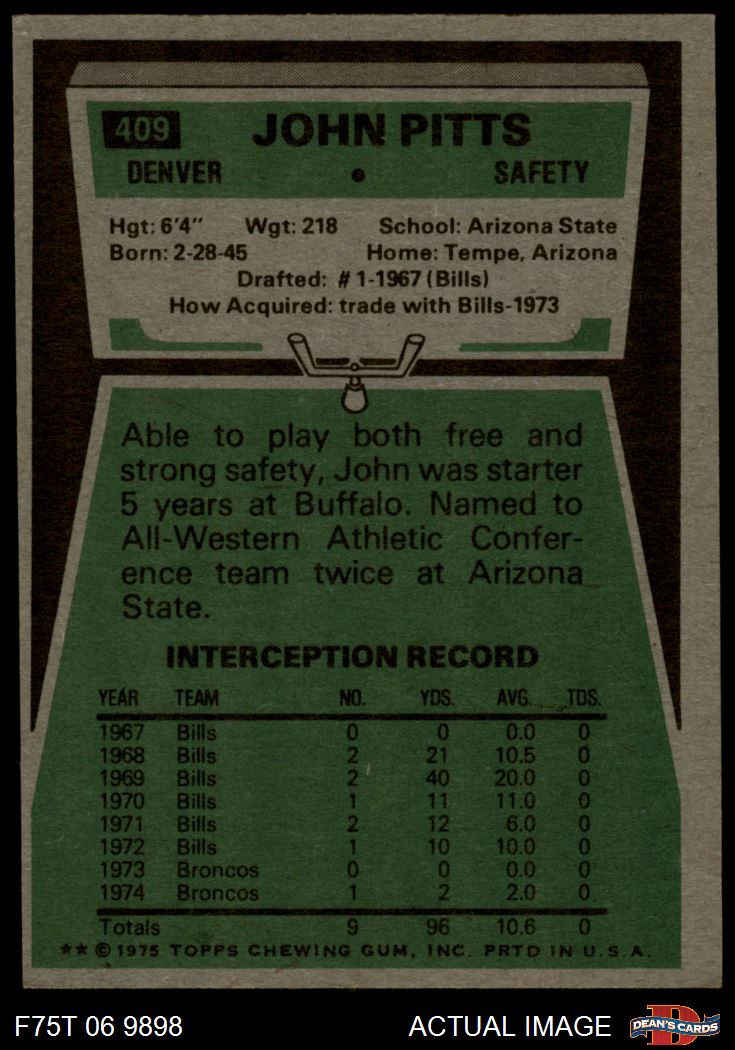 409 JOHN PITTS
DENVER • SAFETY
Hgt: 6'4" Wgt: 218 School: Arizona State
Born: 2-28-45 Home: Tempe, Arizona
Drafted: #1-1967 (Bills)
How Acquired: trade with Bills-1973
Able to play both free and
strong safety, John was starter
5 years at Buffalo. Named to
All-Western Athletic Confer-
ence team twice at Arizona
State.
INTERCEPTION RECORD
YEAR TEAM NO. YDS. AVG. TDS.
1967 Bills 0 0 0.0 0
1968 Bills 2 21 10.5 0
1969 Bills 2 40 20.0 0
1970 Bills 1 11 11.0 0
1971 Bills 2 12 6.0 0
1972 Bills 1 10 10.0 0
1973 Broncos 0 0 0.0 0
1974 Broncos 1 2 2.0 0
Totals 9 96 10.6 0
** © 1975 TOPPS CHEWING GUM, INC. PRTD IN U.S.A.
F75T 06 9898 ACTUAL IMAGE D DEAN'S CARDS